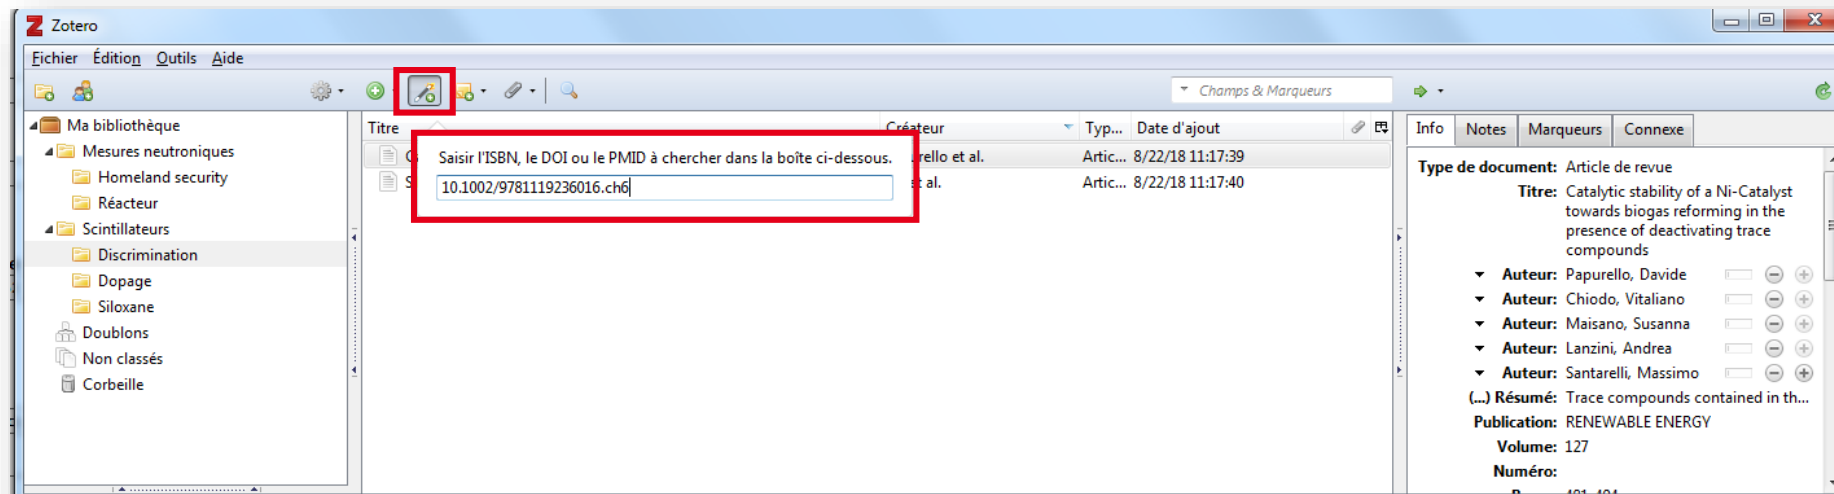 Zotero
Fichier Édition Outils Aide
Champs & Marqueurs
Ma bibliothèque
Mesures neutroniques
Homeland security
Réacteur
Scintillateurs
Discrimination
Dopage
Siloxane
Doublons
Non classés
Corbeille
Titre Créateur Typ... Date d'ajout
Saisir l'ISBN, le DOI ou le PMID à chercher dans la boîte ci-dessous.
10.1002/9781119236016.ch6
rello et al. Artic... 8/22/18 11:17:39
S et al. Artic... 8/22/18 11:17:40
Info Notes Marqueurs Connexe
Type de document: Article de revue
Titre: Catalytic stability of a Ni-Catalyst
towards biogas reforming in the
presence of deactivating trace
compounds
Auteur: Papurello, Davide
Auteur: Chiodo, Vitaliano
Auteur: Maisano, Susanna
Auteur: Lanzini, Andrea
Auteur: Santarelli, Massimo
(...) Résumé: Trace compounds contained in th...
Publication: RENEWABLE ENERGY
Volume: 127
Numéro: